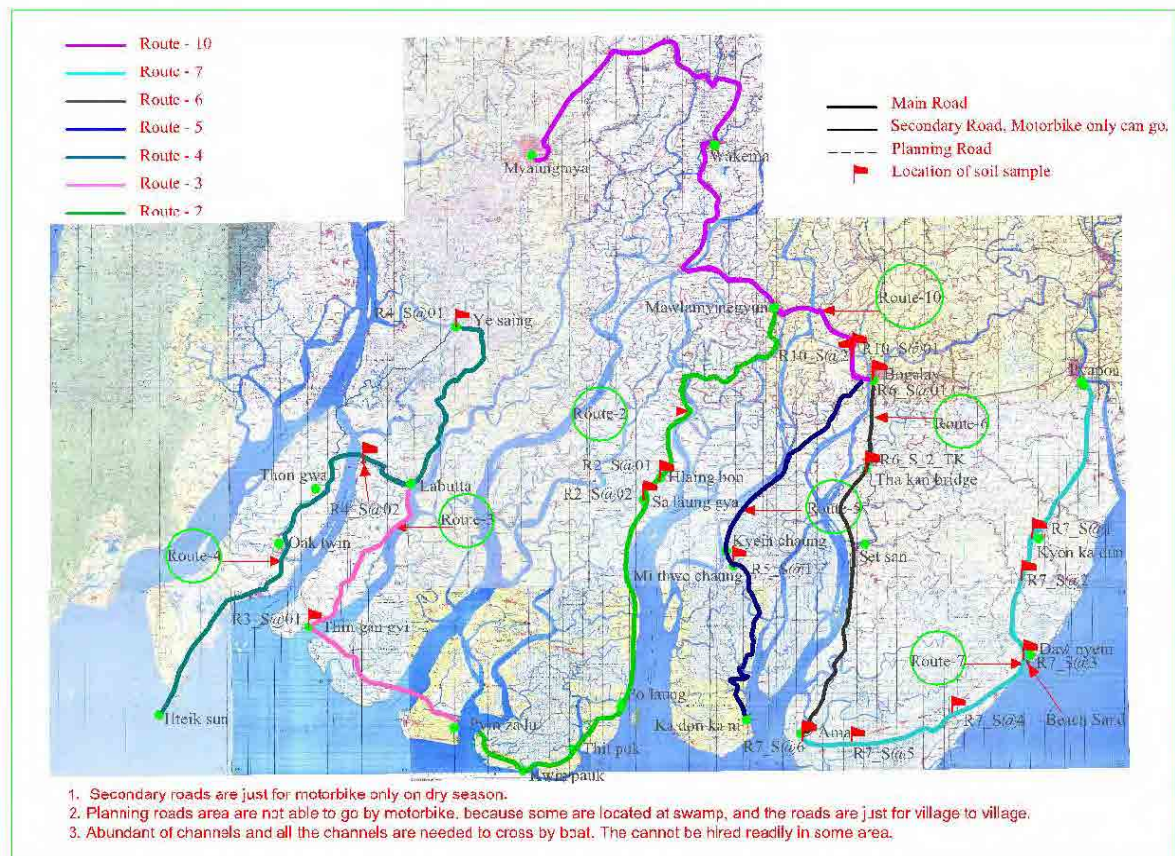 Route - 10
Route - 7
Route - 6
Route - 5
Route - 4
Route - 3
Route - 2
Main Road
Secondary Road, Motorbike only can go.
Planning Road
Location of soil sample
Myaungmya
Wakema
Mawlamyinegyun
Route-10
R4_S@01
Ye saing
R10_S@2
R10_S@01
Bogalay
R6_S@01
Pyapon
Route-2
Route-6
R2_S@01
Hlaing bon
R6_S_2_TK
Tha kan bridge
Thon gwa
Labutta
R2_S@02
Sa laung gya
R4_S@02
Route-3
Route-5
R7_S@1
Kyon ka dun
Oak twin
Route-4
Kyein chaung
Set san
Mi thwe chaung
R5_S@1
R7_S@2
R3_S@01
Thin gan gyi
Daw nyein
R7_S@3
Route-7
Po laung
Hteik sun
Pyin za lu
Ka don ka ni
Ama
R7_S@4
Beach Sand
Thit pok
R7_S@6
R7_S@5
Kwin pauk
1. Secondary roads are just for motorbike only on dry season.
2. Planning roads area are not able to go by motorbike, because some are located at swamp, and the roads are just for village to village.
3. Abundant of channels and all the channels are needed to cross by boat. The cannot be hired readily in some area.